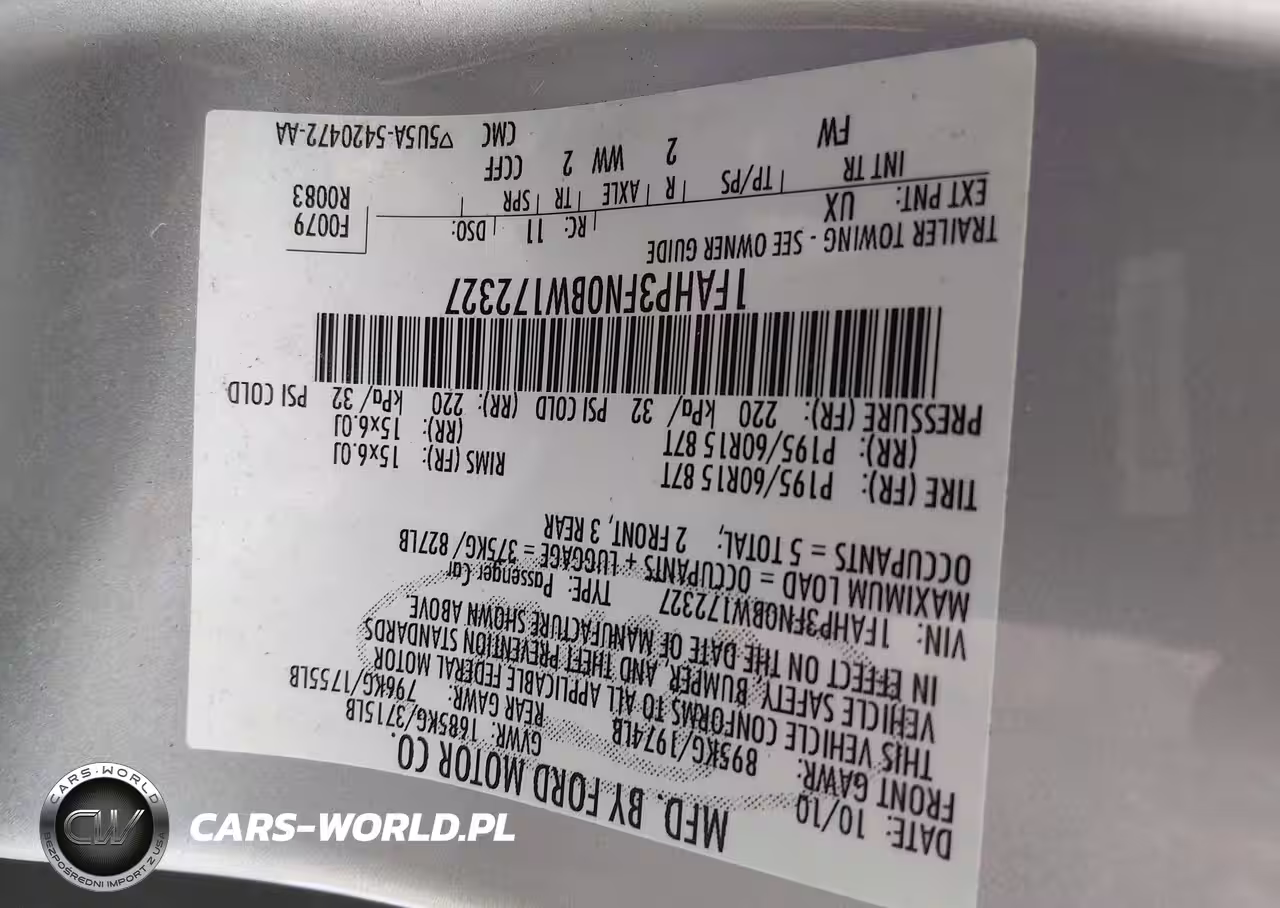 MFD. BY FORD MOTOR CO.
DATE: 10/10
GVWR: 1685KG/3715LB
FRONT GAWR: 895KG/1974LB
REAR GAWR: 796KG/1755LB
THIS VEHICLE CONFORMS TO ALL APPLICABLE FEDERAL MOTOR
VEHICLE SAFETY, BUMPER, AND THEFT PREVENTION STANDARDS
IN EFFECT ON THE DATE OF MANUFACTURE SHOWN ABOVE.
VIN: 1FAHP3FN0BW172327 TYPE: Passenger Car
MAXIMUM LOAD = OCCUPANTS + LUGGAGE = 375KG/827LB
OCCUPANTS = 5 TOTAL; 2 FRONT, 3 REAR
TIRE (FR): P195/60R15 87T RIMS (FR): 15x6.0J
(RR): P195/60R15 87T (RR): 15x6.0J
PRESSURE (FR): 220 kPa/ 32 PSI COLD (RR): 220 kPa/ 32 PSI COLD
1FAHP3FN0BW172327
TRAILER TOWING - SEE OWNER GUIDE
F0079
R0083
EXT PNT: UX RC: 11 DSO:
INT TR | TP/PS | R | AXLE | TR | SPR |
FW 2 WW 2 CCFF
CMC ▽5U5A-5420472-AA
CARS-WORLD
CW
BEZPOŚREDNI IMPORT Z USA
CARS-WORLD.PL